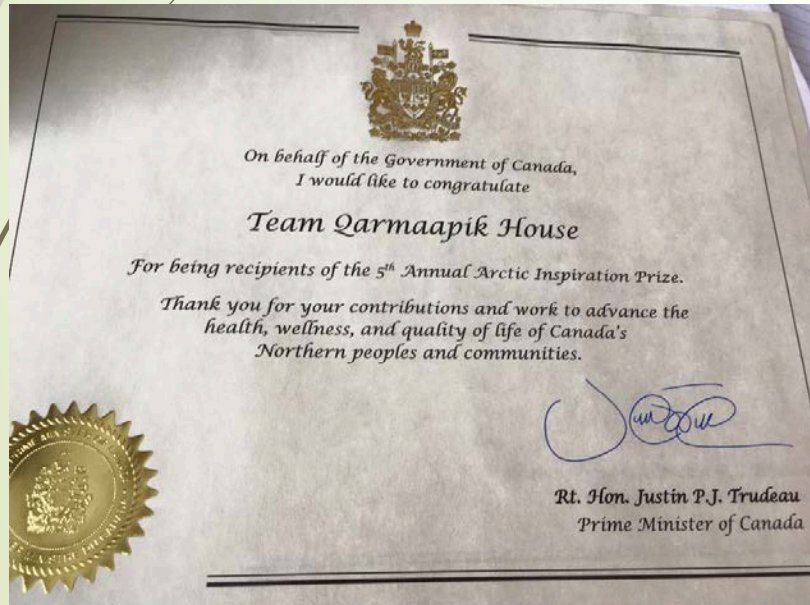 On behalf of the Government of Canada,
I would like to congratulate
Team Qarmaapik House
For being recipients of the 5th Annual Arctic Inspiration Prize.
Thank you for your contributions and work to advance the
health, wellness, and quality of life of Canada's
Northern peoples and communities.
Rt. Hon. Justin P.J. Trudeau
Prime Minister of Canada